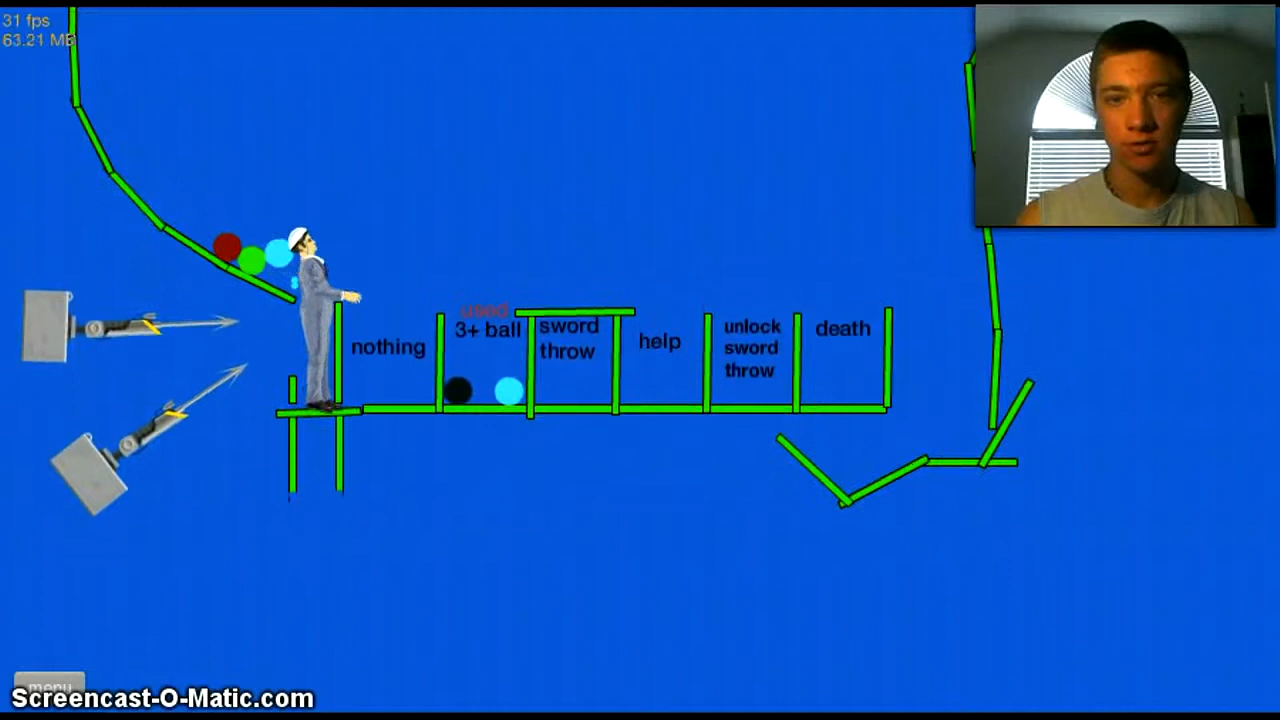 31 fps
63.21 MB
used
3+ ball
nothing
sword
throw
help
unlock
sword
throw
death
menu
Screencast-O-Matic.com